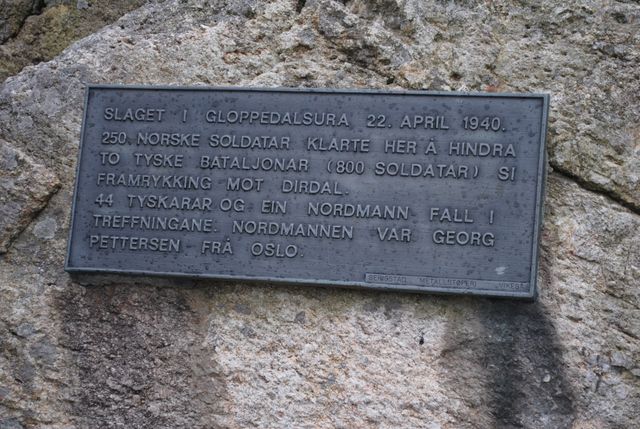 SLAGET I GLOPPEDALSURA 22. APRIL 1940.
250. NORSKE SOLDATAR KLARTE HER Å HINDRA
TO TYSKE BATALJONAR (800 SOLDATAR) SI
FRAMRYKKING MOT DIRDAL.
44 TYSKARAR OG EIN NORDMANN FALL I
TREFFNINGANE. NORDMANNEN VAR GEORG
PETTERSEN FRÅ OSLO.
METALLSTØPERI